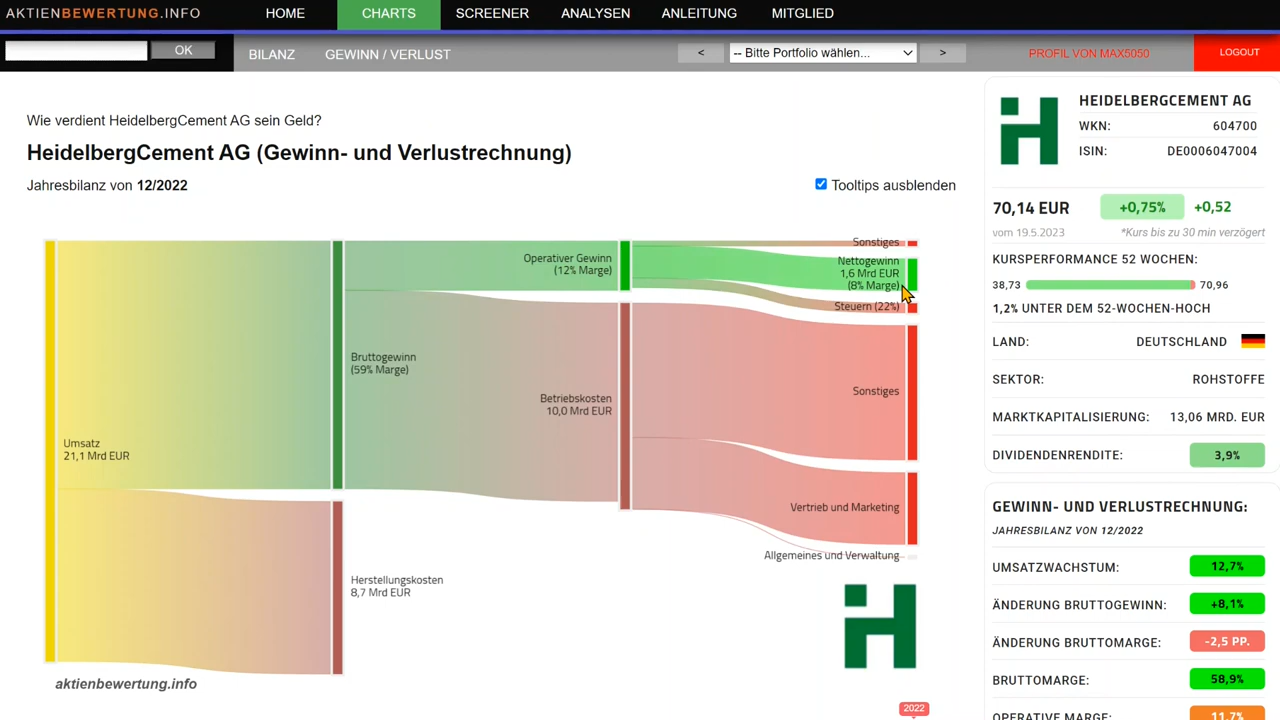 AKTIENBEWERTUNG.INFO
HOME
CHARTS
SCREENER
ANALYSEN
ANLEITUNG
MITGLIED
OK
BILANZ
GEWINN / VERLUST
<
-- Bitte Portfolio wählen...
>
PROFIL VON MAX5050
LOGOUT
Wie verdient HeidelbergCement AG sein Geld?
HeidelbergCement AG (Gewinn- und Verlustrechnung)
Jahresbilanz von 12/2022
Tooltips ausblenden
Umsatz
21,1 Mrd EUR
Bruttogewinn
(59% Marge)
Herstellungskosten
8,7 Mrd EUR
Operativer Gewinn
(12% Marge)
Betriebskosten
10,0 Mrd EUR
Sonstiges
Nettogewinn
1,6 Mrd EUR
(8% Marge)
Steuern (22%)
Sonstiges
Vertrieb und Marketing
Allgemeines und Verwaltung
aktienbewertung.info
2022
HEIDELBERGCEMENT AG
WKN: 604700
ISIN: DE0006047004
70,14 EUR +0,75% +0,52
vom 19.5.2023 *Kurs bis zu 30 min verzögert
KURSPERFORMANCE 52 WOCHEN:
38,73 70,96
1,2% UNTER DEM 52-WOCHEN-HOCH
LAND: DEUTSCHLAND
SEKTOR: ROHSTOFFE
MARKTKAPITALISIERUNG: 13,06 MRD. EUR
DIVIDENDENRENDITE: 3,9%
GEWINN- UND VERLUSTRECHNUNG:
JAHRESBILANZ VON 12/2022
UMSATZWACHSTUM: 12,7%
ÄNDERUNG BRUTTOGEWINN: +8,1%
ÄNDERUNG BRUTTOMARGE: -2,5 PP.
BRUTTOMARGE: 58,9%
OPERATIVE MARGE: 11,7%